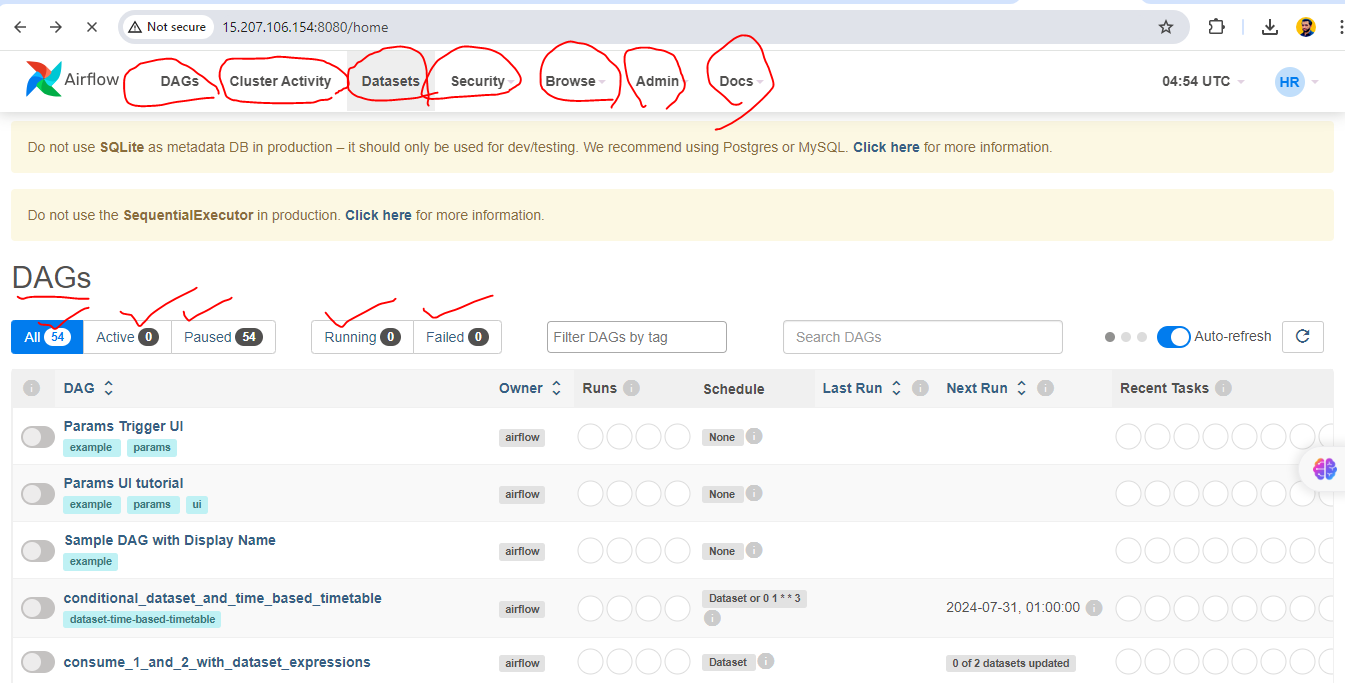 Not secure 15.207.106.154:8080/home
Airflow DAGs Cluster Activity Datasets Security Browse Admin Docs 04:54 UTC HR
Do not use SQLite as metadata DB in production – it should only be used for dev/testing. We recommend using Postgres or MySQL. Click here for more information.
Do not use the SequentialExecutor in production. Click here for more information.
DAGs
All 54 Active 0 Paused 54 Running 0 Failed 0 Filter DAGs by tag Search DAGs Auto-refresh
DAG Owner Runs Schedule Last Run Next Run Recent Tasks
Params Trigger UI
airflow None
example params
Params UI tutorial
airflow None
example params ui
Sample DAG with Display Name
airflow None
example
conditional_dataset_and_time_based_timetable Dataset or 0 1 * * 3
airflow 2024-07-31, 01:00:00
dataset-time-based-timetable
consume_1_and_2_with_dataset_expressions airflow Dataset 0 of 2 datasets updated